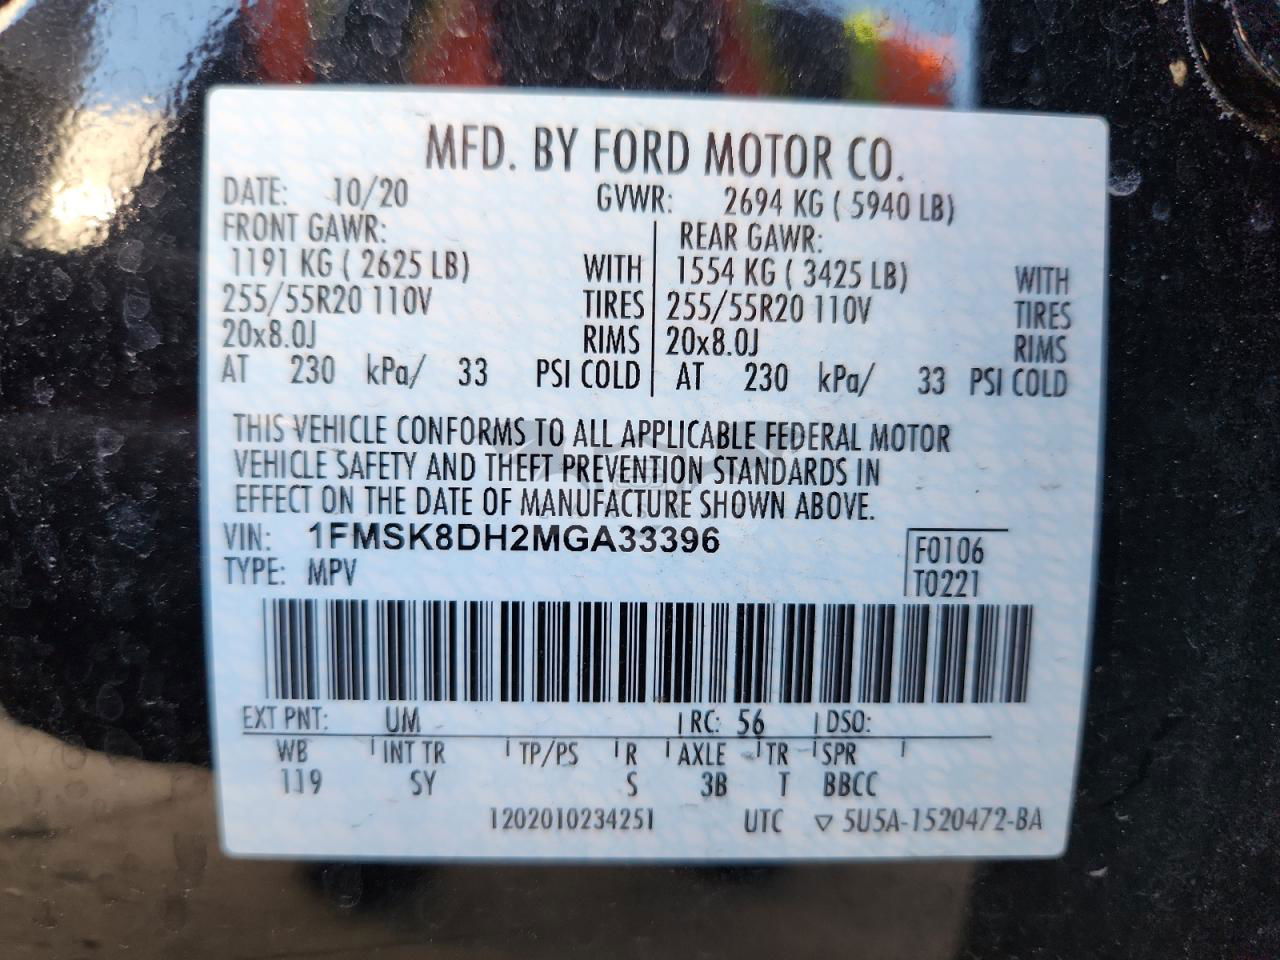 MFD. BY FORD MOTOR CO.
DATE: 10/20 GVWR: 2694 KG ( 5940 LB)
FRONT GAWR: REAR GAWR:
1191 KG ( 2625 LB) WITH 1554 KG ( 3425 LB) WITH
255/55R20 110V TIRES 255/55R20 110V TIRES
20x8.0J RIMS 20x8.0J RIMS
AT 230 kPa/ 33 PSI COLD AT 230 kPa/ 33 PSI COLD
THIS VEHICLE CONFORMS TO ALL APPLICABLE FEDERAL MOTOR
VEHICLE SAFETY AND THEFT PREVENTION STANDARDS IN
EFFECT ON THE DATE OF MANUFACTURE SHOWN ABOVE.
VIN: 1FMSK8DH2MGA33396 F0106
TYPE: MPV T0221
EXT PNT: UM RC: 56 DSO:
WB INT TR TP/PS R AXLE TR SPR
119 SY S 3B T BBCC
1202010234251 UTC ▽ 5U5A-1520472-BA